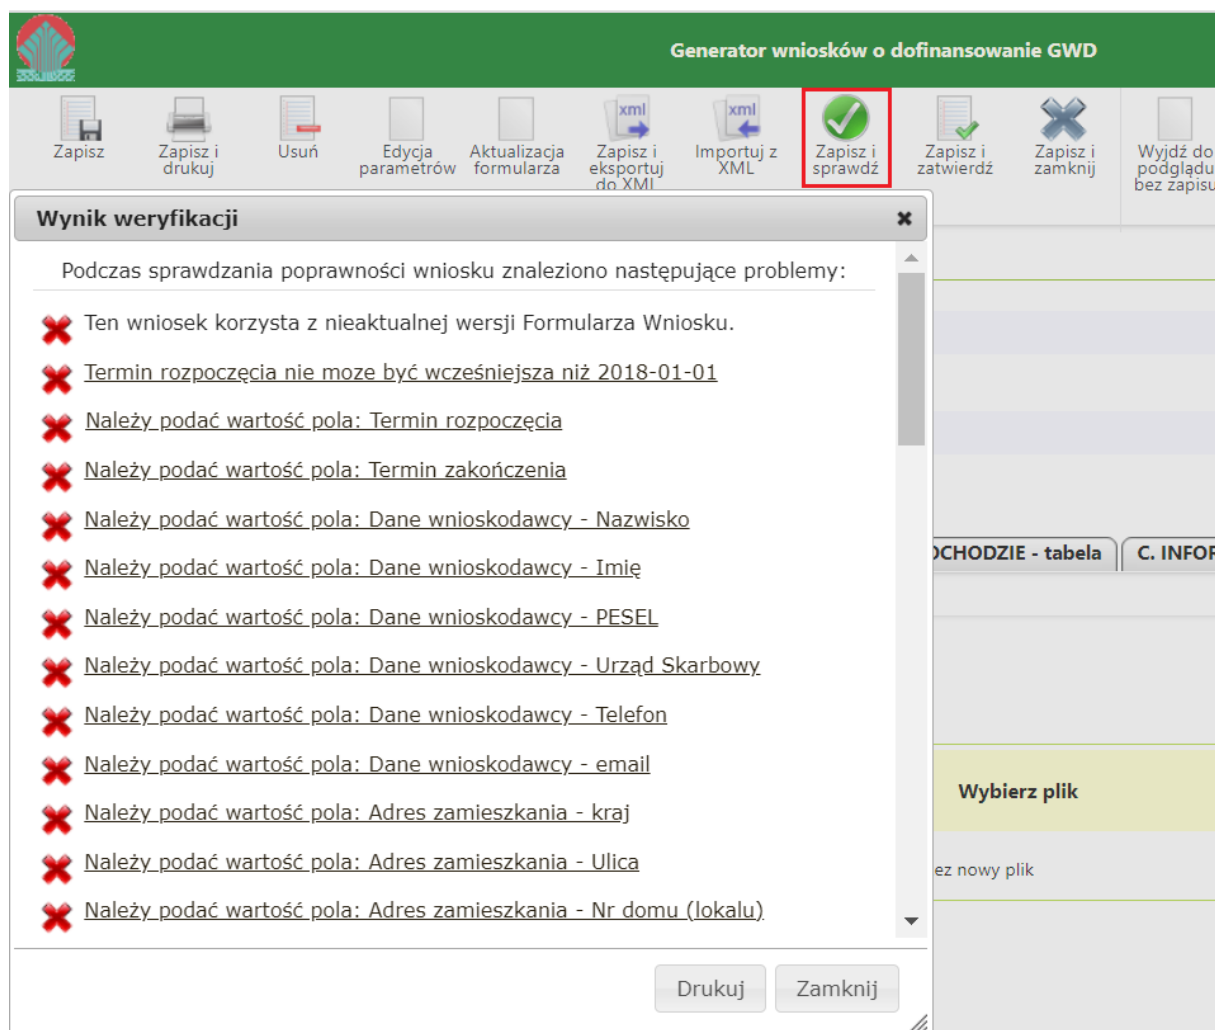 Generator wniosków o dofinansowanie GWD
Zapisz
Zapisz i
drukuj
Usuń
Edycja
parametrów
Aktualizacja
formularza
Zapisz i
eksportuj
do XML
xml
Importuj z
XML
xml
Zapisz i
sprawdź
Zapisz i
zatwierdź
Zapisz i
zamknij
Wyjdź do
podglądu
bez zapisu
Wynik weryfikacji
Podczas sprawdzania poprawności wniosku znaleziono następujące problemy:
Ten wniosek korzysta z nieaktualnej wersji Formularza Wniosku.
Termin rozpoczęcia nie moze być wcześniejsza niż 2018-01-01
Należy podać wartość pola: Termin rozpoczęcia
Należy podać wartość pola: Termin zakończenia
Należy podać wartość pola: Dane wnioskodawcy - Nazwisko
Należy podać wartość pola: Dane wnioskodawcy - Imię
Należy podać wartość pola: Dane wnioskodawcy - PESEL
Należy podać wartość pola: Dane wnioskodawcy - Urząd Skarbowy
Należy podać wartość pola: Dane wnioskodawcy - Telefon
Należy podać wartość pola: Dane wnioskodawcy - email
Należy podać wartość pola: Adres zamieszkania - kraj
Należy podać wartość pola: Adres zamieszkania - Ulica
Należy podać wartość pola: Adres zamieszkania - Nr domu (lokalu)
Drukuj
Zamknij
OCHODZIE - tabela
C. INFOR
Wybierz plik
ez nowy plik